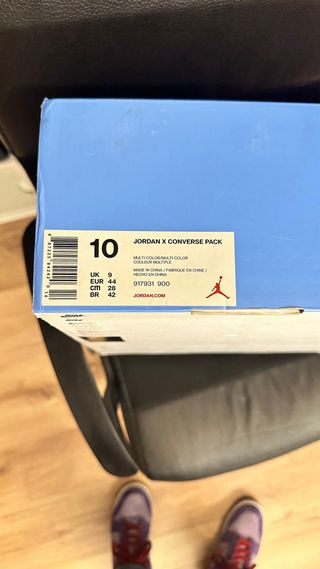 10 JORDAN X CONVERSE PACK
MULTI-COLOR/MULTI-COLOR
COULEUR MULTIPLE
UK 9
EUR 44
CM 28
BR 42
MADE IN CHINA / FABRIQUE EN CHINE /
HECHO EN CHINA
917931 900
JORDAN.COM